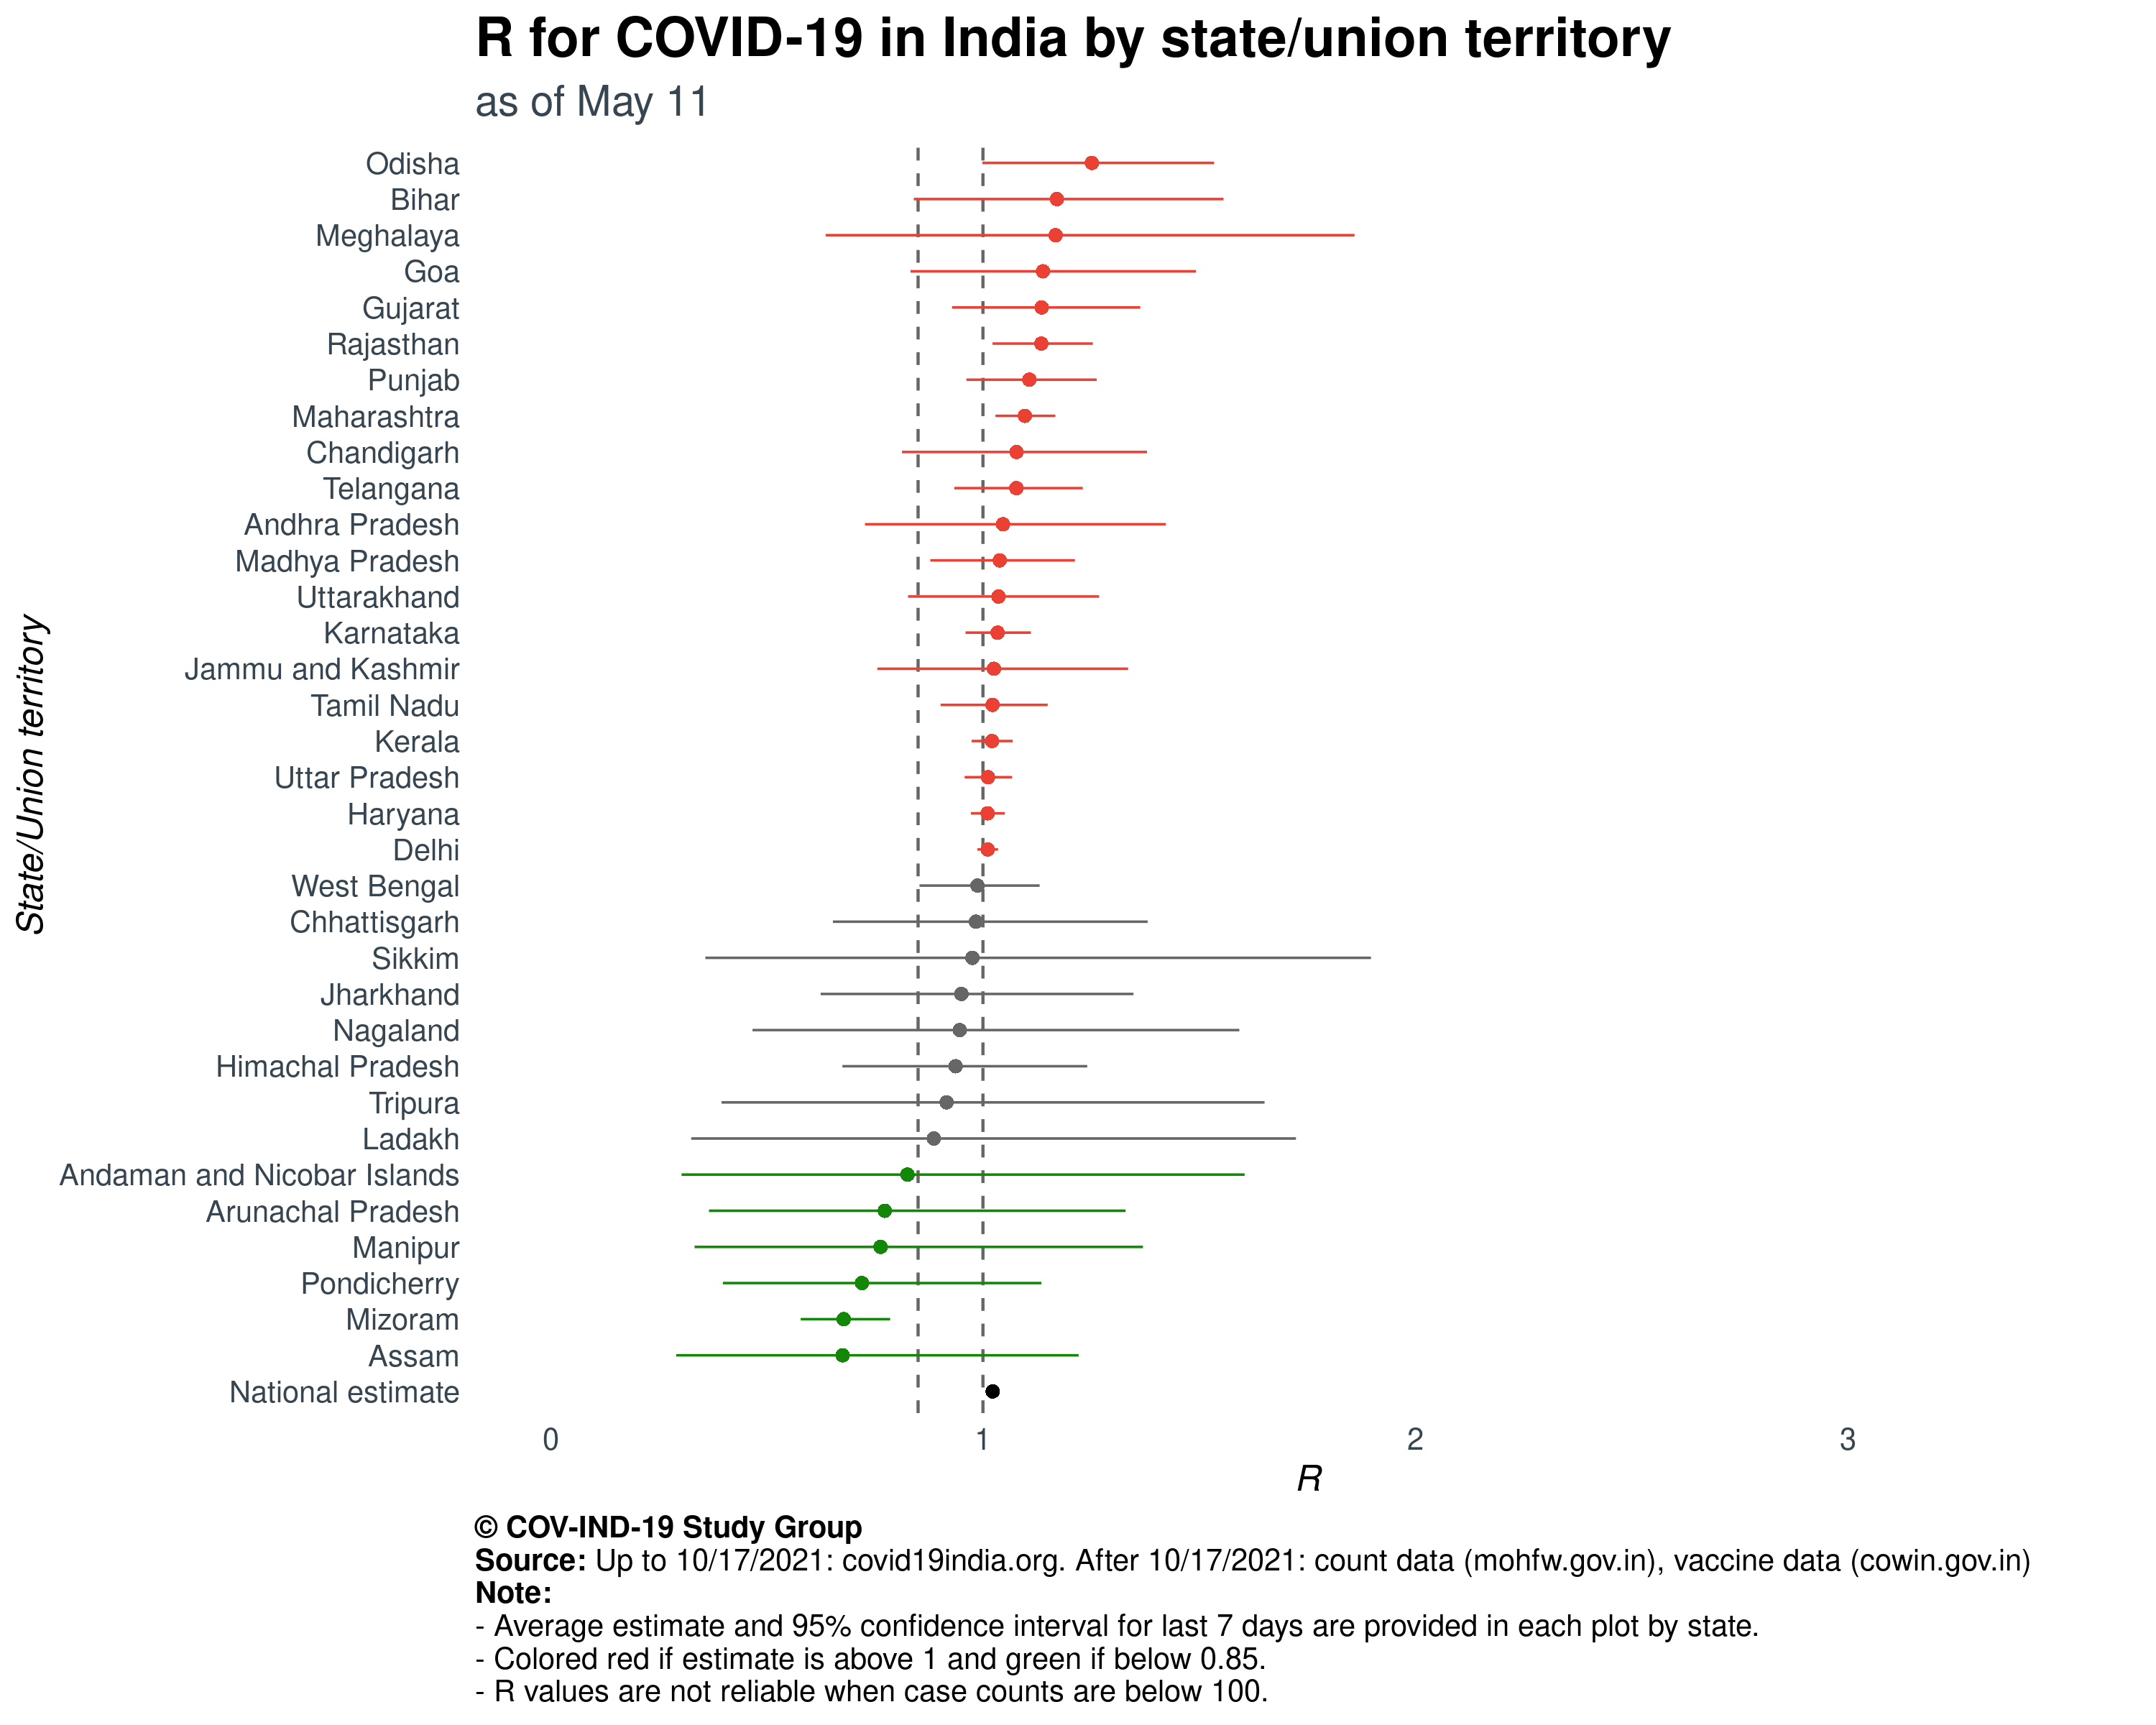 R for COVID-19 in India by state/union territory
as of May 11
State/Union territory
Odisha
Bihar
Meghalaya
Goa
Gujarat
Rajasthan
Punjab
Maharashtra
Chandigarh
Telangana
Andhra Pradesh
Madhya Pradesh
Uttarakhand
Karnataka
Jammu and Kashmir
Tamil Nadu
Kerala
Uttar Pradesh
Haryana
Delhi
West Bengal
Chhattisgarh
Sikkim
Jharkhand
Nagaland
Himachal Pradesh
Tripura
Ladakh
Andaman and Nicobar Islands
Arunachal Pradesh
Manipur
Pondicherry
Mizoram
Assam
National estimate
0 1 2 3
R
© COV-IND-19 Study Group
Source: Up to 10/17/2021: covid19india.org. After 10/17/2021: count data (mohfw.gov.in), vaccine data (cowin.gov.in)
Note:
- Average estimate and 95% confidence interval for last 7 days are provided in each plot by state.
- Colored red if estimate is above 1 and green if below 0.85.
- R values are not reliable when case counts are below 100.